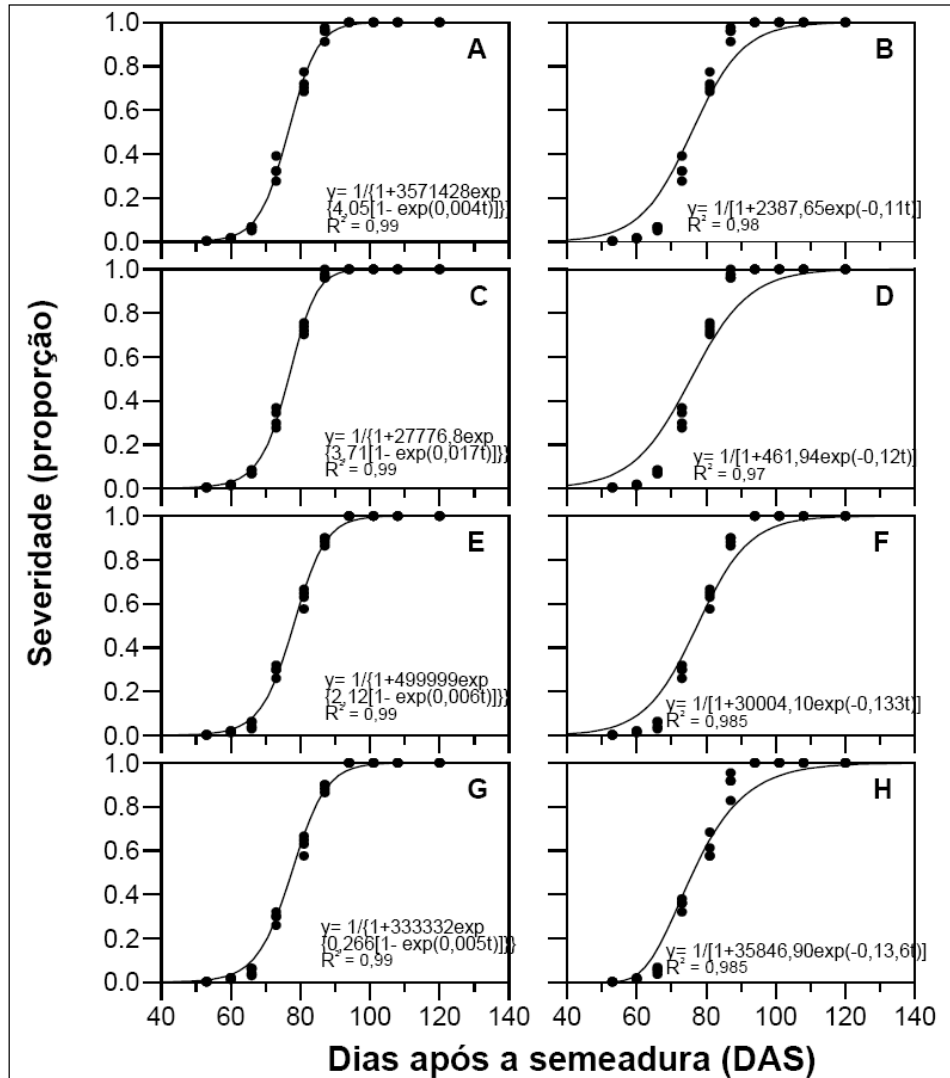 Severidade (proporção)
1.0
0.8
0.6
0.4
0.2
0.0
A
y= 1/{1+3571428exp
{4,05[1- exp(0,004t)]}}
R² = 0,99
B
y= 1/[1+2387,65exp(-0,11t)]
R² = 0,98
1.0
0.8
0.6
0.4
0.2
0.0
C
y= 1/{1+27776,8exp
{3,71[1- exp(0,017t)]}}
R² = 0,99
D
y= 1/[1+461,94exp(-0,12t)]
R² = 0,97
1.0
0.8
0.6
0.4
0.2
0.0
E
y= 1/{1+499999exp
{2,12[1- exp(0,006t)]}}
R² = 0,99
F
y= 1/[1+30004,10exp(-0,133t)]
R² = 0,985
1.0
0.8
0.6
0.4
0.2
0.0
G
y= 1/{1+333332exp
{0,266[1- exp(0,005t)]}}
R² = 0,99
H
y= 1/[1+35846,90exp(-0,13,6t)]
R² = 0,985
40 60 80 100 120 140
40 60 80 100 120 140
Dias após a semeadura (DAS)